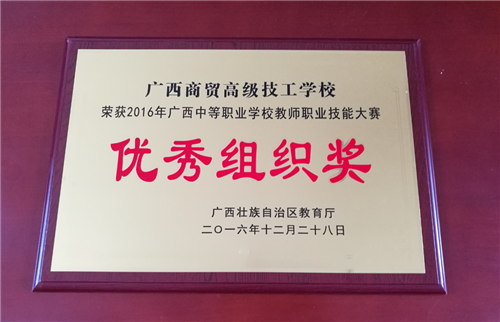 广西商贸高级技工学校
荣获2016年广西中等职业学校教师职业技能大赛
优秀组织奖
广西壮族自治区教育厅
二〇一六年十二月二十八日